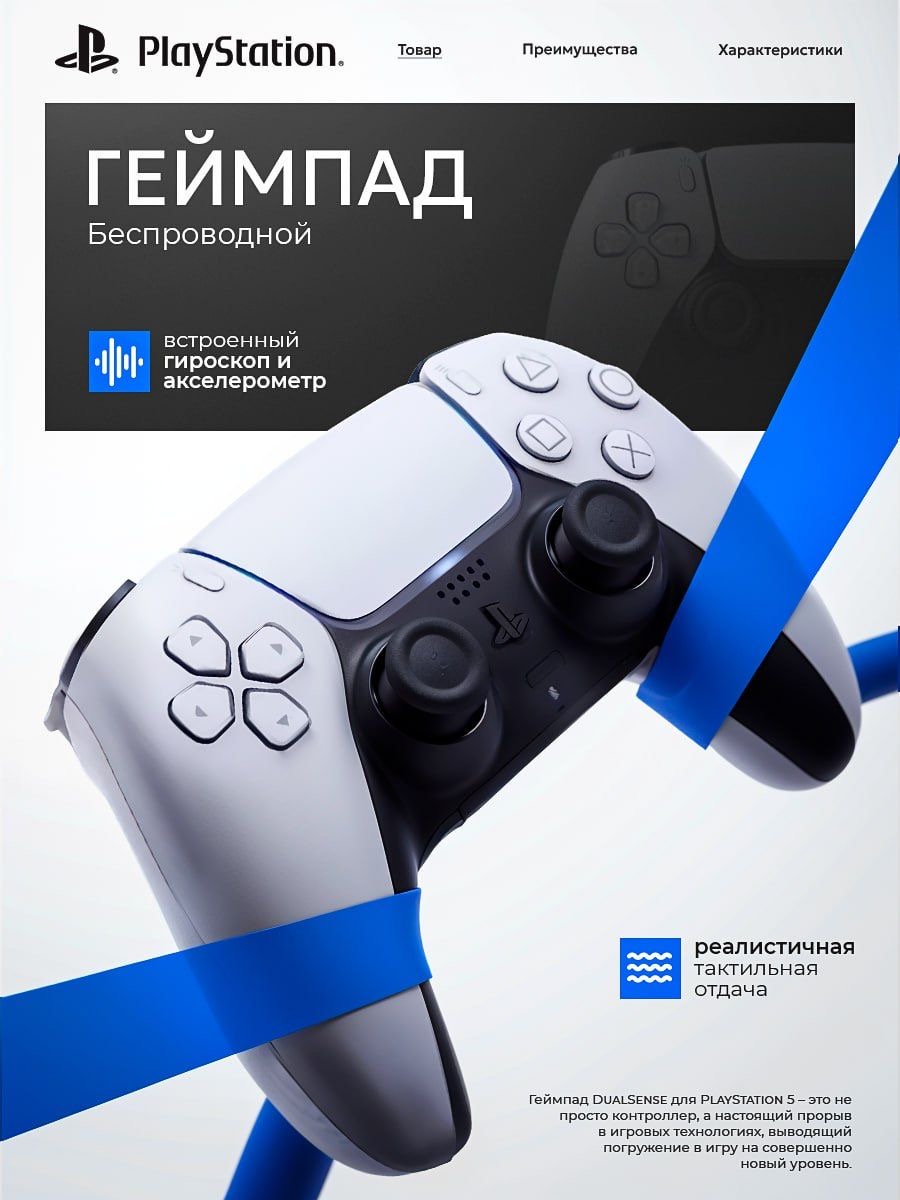 PlayStation®
Товар
Преимущества
Характеристики
ГЕЙМПАД
Беспроводной
встроенный
гироскоп и
акселерометр
реалистичная
тактильная
отдача
Геймпад DualSense для PlayStation 5 – это не
просто контроллер, а настоящий прорыв
в игровых технологиях, выводящий
погружение в игру на совершенно
новый уровень.